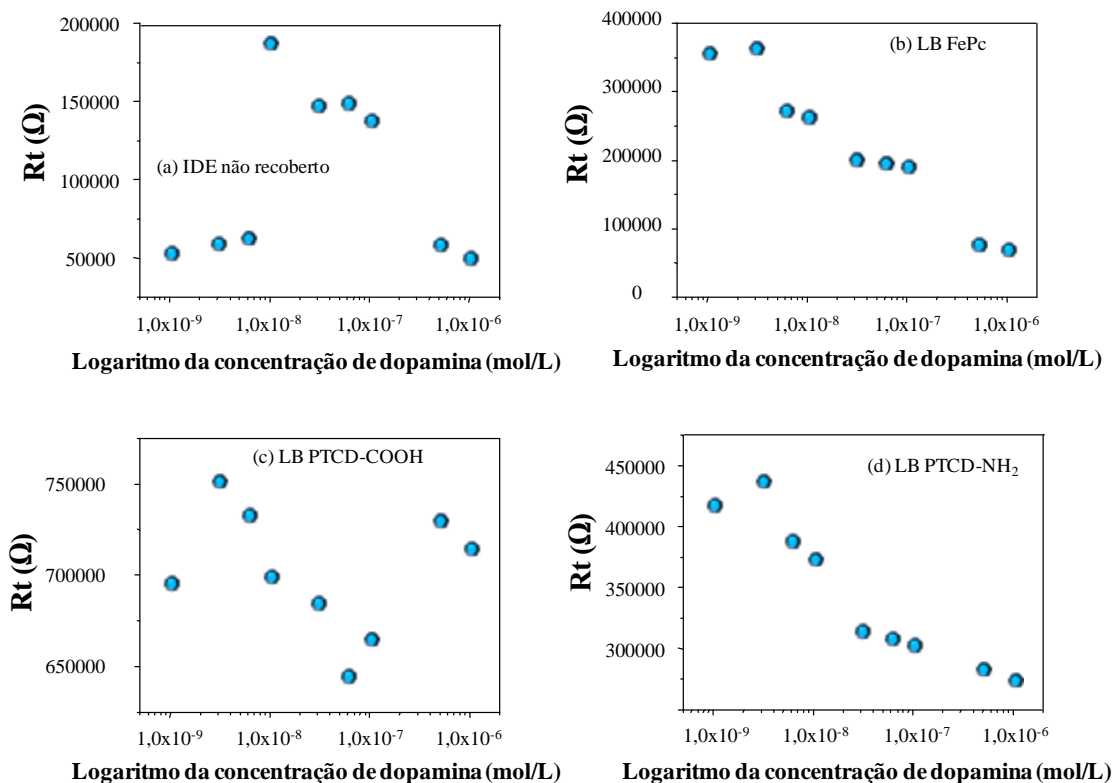 200000
150000
100000
50000
Rt (Ω)
(a) IDE não recoberto
1,0x10⁻⁹ 1,0x10⁻⁸ 1,0x10⁻⁷ 1,0x10⁻⁶
Logaritmo da concentração de dopamina (mol/L)
400000
300000
200000
100000
0
Rt (Ω)
(b) LB FePc
1,0x10⁻⁹ 1,0x10⁻⁸ 1,0x10⁻⁷ 1,0x10⁻⁶
Logaritmo da concentração de dopamina (mol/L)
750000
700000
650000
Rt (Ω)
(c) LB PTCD-COOH
1,0x10⁻⁹ 1,0x10⁻⁸ 1,0x10⁻⁷ 1,0x10⁻⁶
Logaritmo da concentração de dopamina (mol/L)
450000
400000
350000
300000
Rt (Ω)
(d) LB PTCD-NH₂
1,0x10⁻⁹ 1,0x10⁻⁸ 1,0x10⁻⁷ 1,0x10⁻⁶
Logaritmo da concentração de dopamina (mol/L)